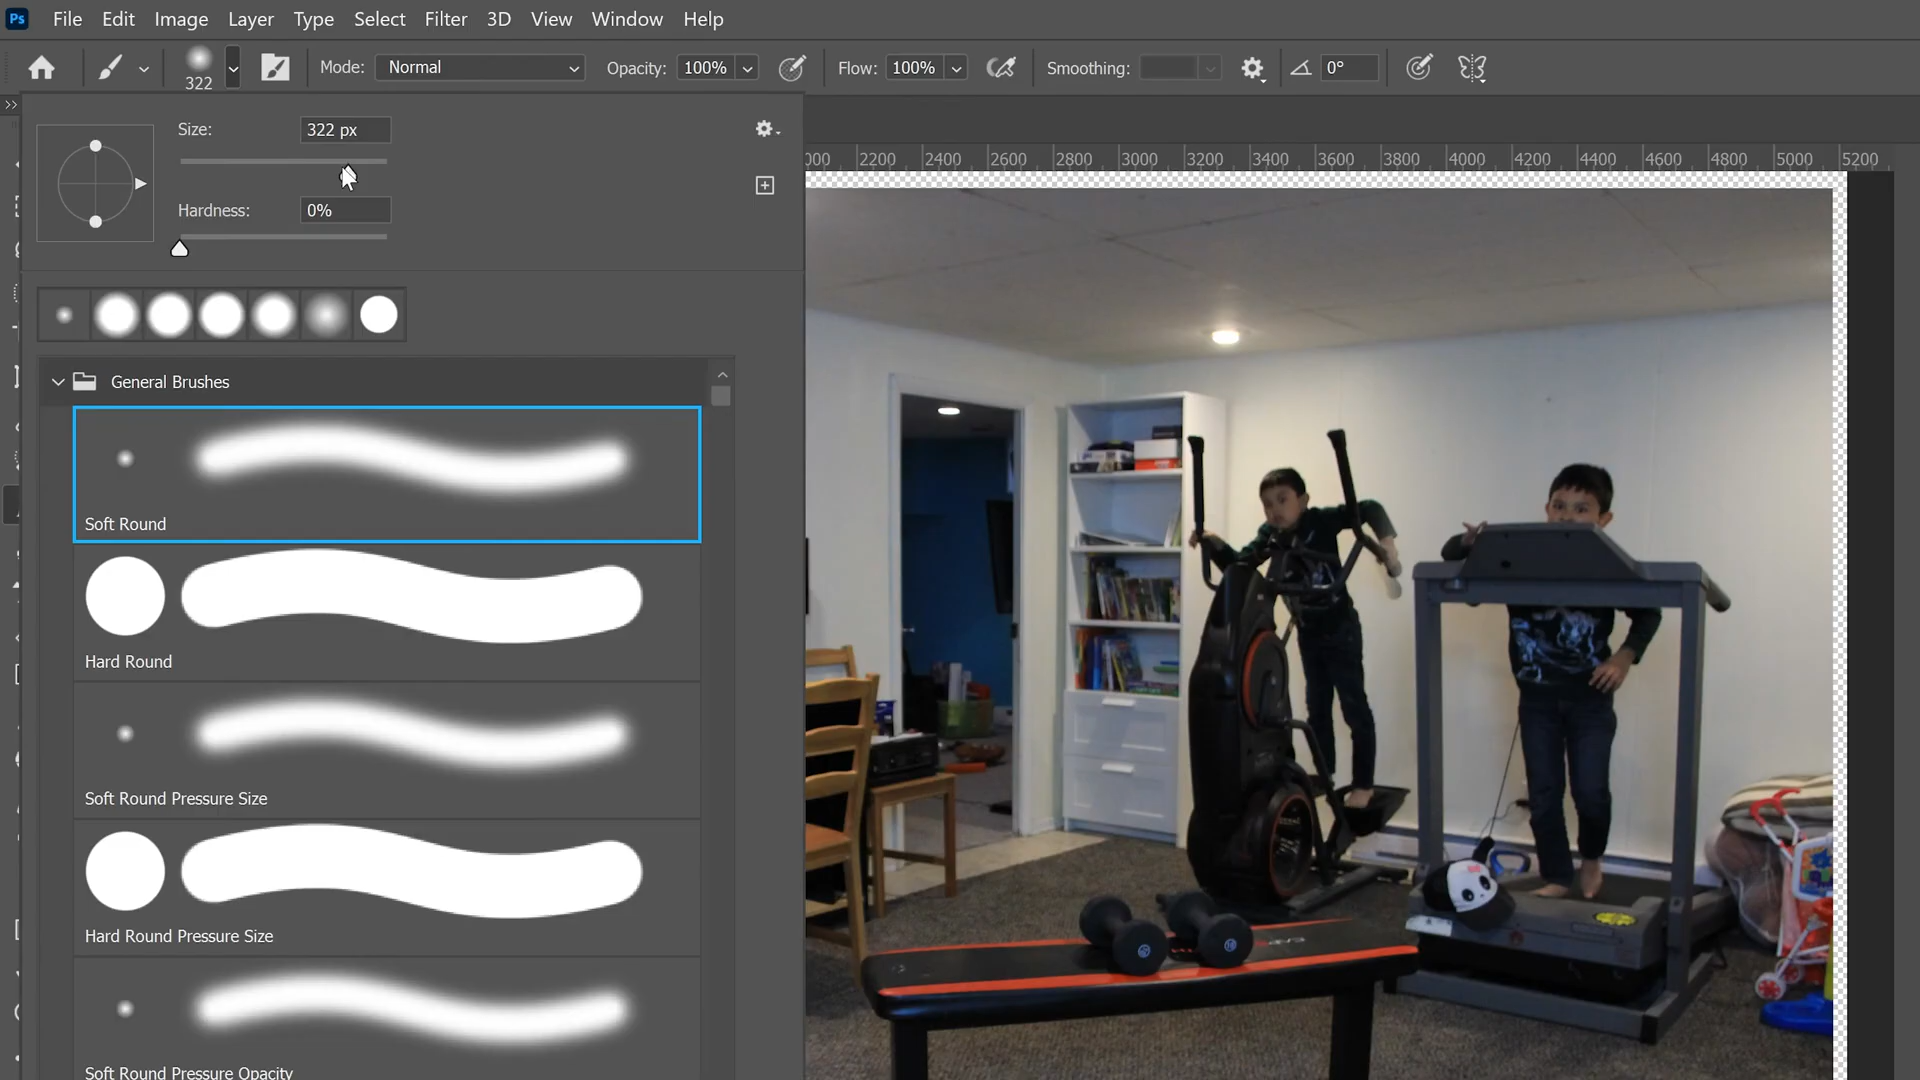 Ps File Edit Image Layer Type Select Filter 3D View Window Help
322 Mode: Normal Opacity: 100% Flow: 100% Smoothing: 0°
Size: 322 px
Hardness: 0%
000 2200 2400 2600 2800 3000 3200 3400 3600 3800 4000 4200 4400 4600 4800 5000 5200
General Brushes
Soft Round
Hard Round
Soft Round Pressure Size
Hard Round Pressure Size
Soft Round Pressure Opacity